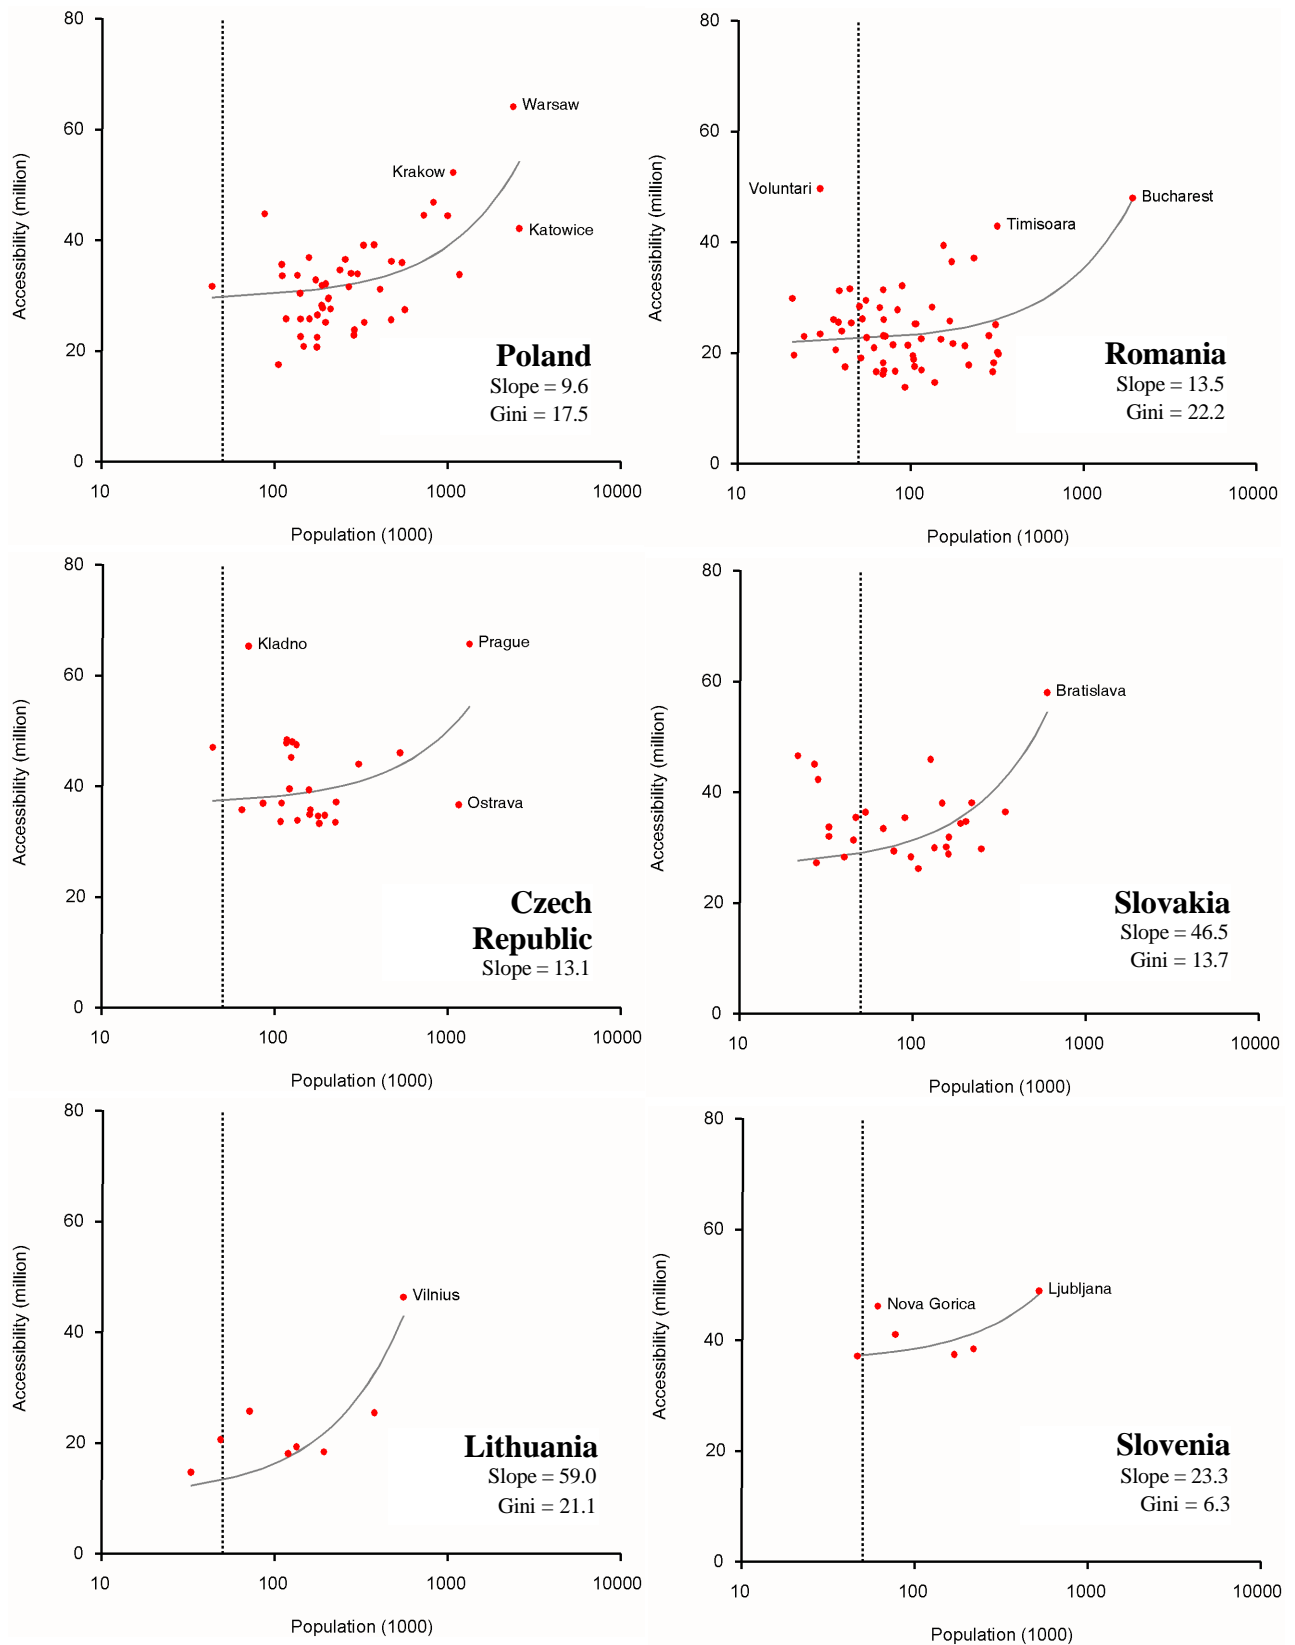 80
60
40
20
0
Accessibility (million)
Warsaw
Krakow
Katowice
Poland
Slope = 9.6
Gini = 17.5
10
100
1000
10000
Population (1000)
80
60
40
20
0
Accessibility (million)
Voluntari
Bucharest
Timisoara
Romania
Slope = 13.5
Gini = 22.2
10
100
1000
10000
Population (1000)
80
60
40
20
0
Accessibility (million)
Kladno
Prague
Ostrava
Czech
Republic
Slope = 13.1
10
100
1000
10000
Population (1000)
80
60
40
20
0
Accessibility (million)
Bratislava
Slovakia
Slope = 46.5
Gini = 13.7
10
100
1000
10000
Population (1000)
80
60
40
20
0
Accessibility (million)
Vilnius
Lithuania
Slope = 59.0
Gini = 21.1
10
100
1000
10000
Population (1000)
80
60
40
20
0
Accessibility (million)
Ljubljana
Nova Gorica
Slovenia
Slope = 23.3
Gini = 6.3
10
100
1000
10000
Population (1000)